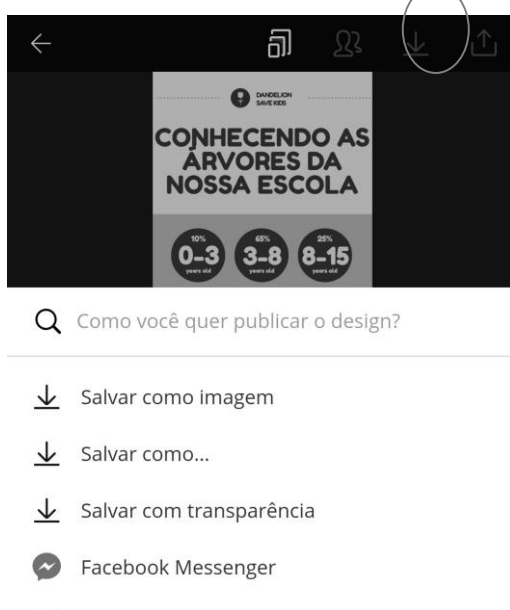 DANDELION
SAVE KIDS
CONHECENDO AS
ÁRVORES DA
NOSSA ESCOLA
10%
0-3
years old
65%
3-8
years old
25%
8-15
years old
Como você quer publicar o design?
Salvar como imagem
Salvar como...
Salvar com transparência
Facebook Messenger